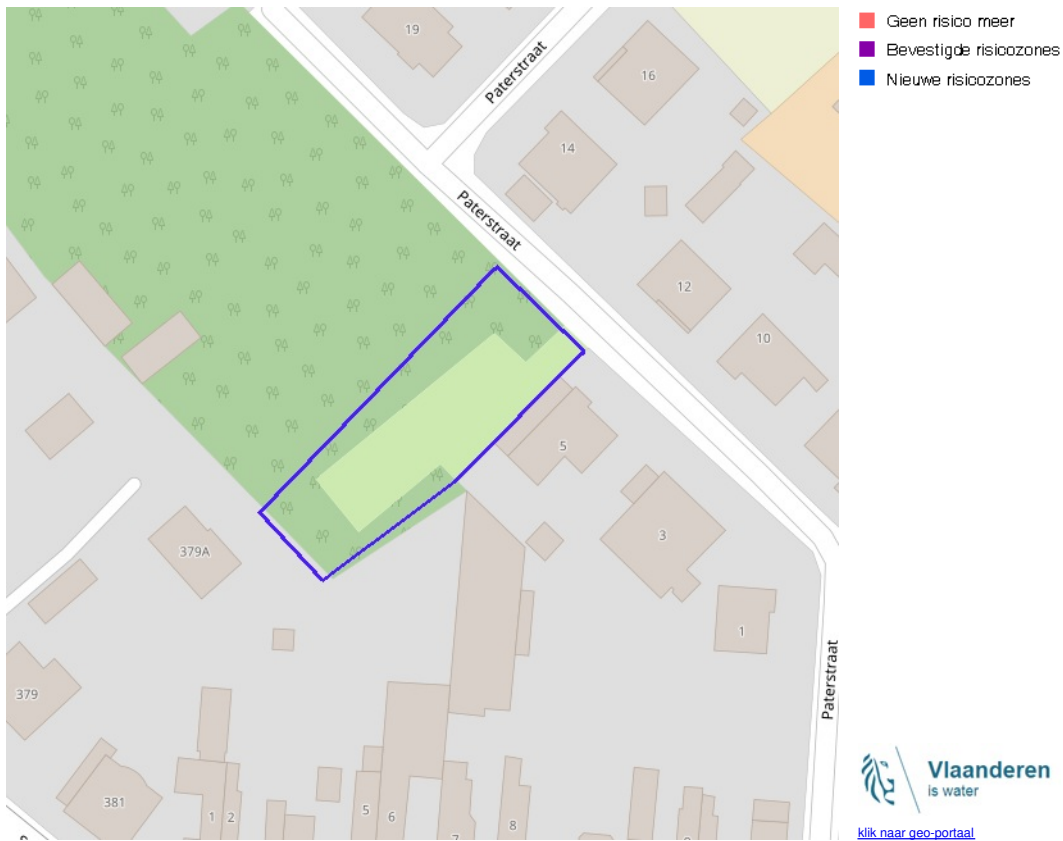 19
Paterstraat
16
14
Paterstraat
12
10
5
3
379A
1
Paterstraat
379
381
1
2
5
6
7
8
Geen risico meer
Bevestigde risicozones
Nieuwe risicozones
Vlaanderen
is water
klik naar geo-portaal